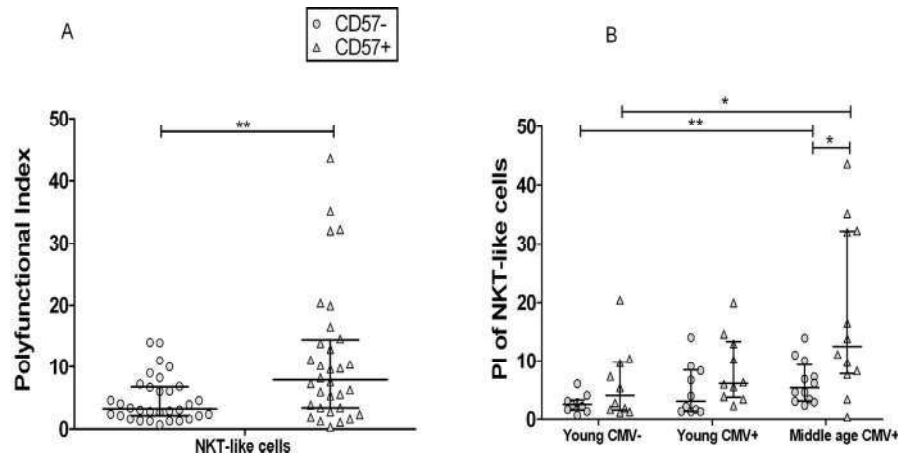 A
CD57-
CD57+
B
Polyfunctional Index
50
40
30
20
10
0
**
NKT-like cells
PI of NKT-like cells
50
40
30
20
10
0
*
**
*
Young CMV-
Young CMV+
Middle age CMV+